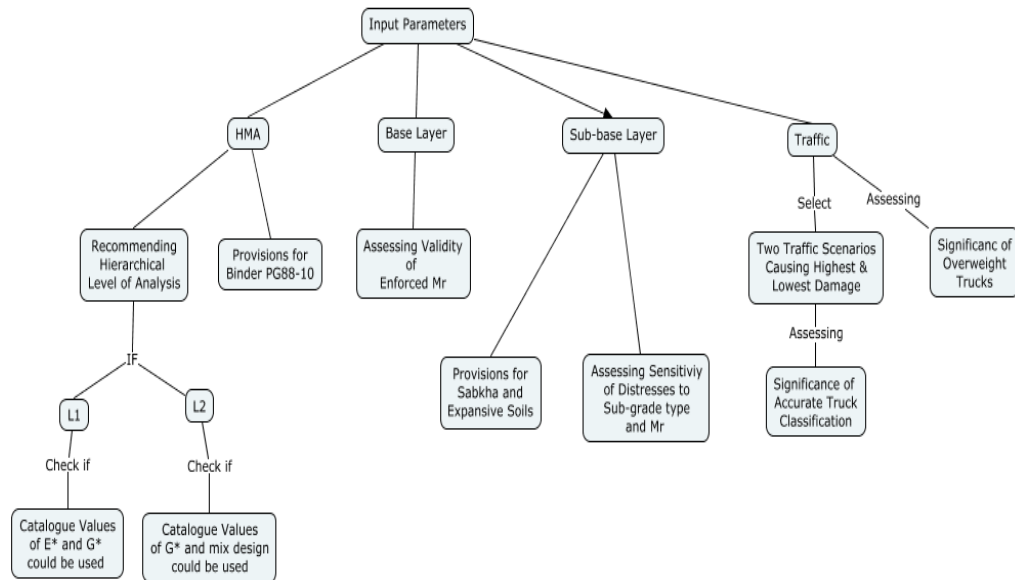 Input Parameters
HMA
Base Layer
Sub-base Layer
Traffic
Select
Assessing
Recommending
Hierarchical
Level of Analysis
Provisions for
Binder PG88-10
Assessing Validity
of
Enforced Mr
Two Traffic Scenarios
Causing Highest &
Lowest Damage
Significanc of
Overweight
Trucks
Assessing
IF
Provisions for
Sabkha and
Expansive Soils
Assessing Sensitiviy
of Distresses to
Sub-grade type
and Mr
Significance of
Accurate Truck
Classification
L1
L2
Check if
Check if
Catalogue Values
of E* and G*
could be used
Catalogue Values
of G* and mix design
could be used